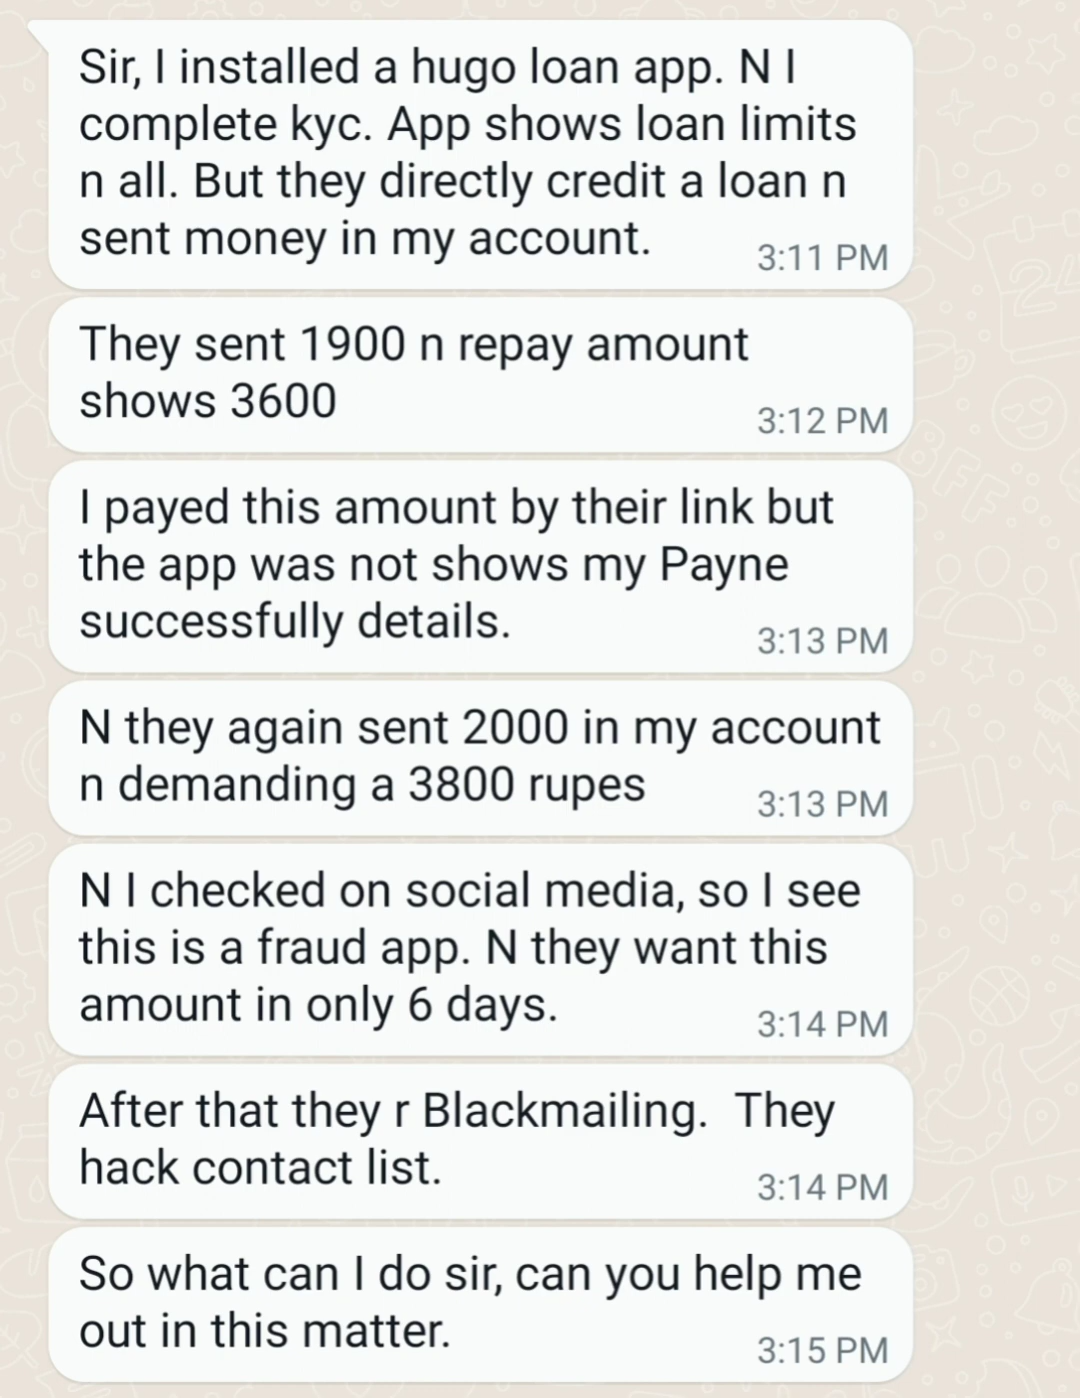 Sir, I installed a hugo loan app. N I
complete kyc. App shows loan limits
n all. But they directly credit a loan n
sent money in my account.
3:11 PM
They sent 1900 n repay amount
shows 3600
3:12 PM
I payed this amount by their link but
the app was not shows my Payne
successfully details.
3:13 PM
N they again sent 2000 in my account
n demanding a 3800 rupes
3:13 PM
N I checked on social media, so I see
this is a fraud app. N they want this
amount in only 6 days.
3:14 PM
After that they r Blackmailing.  They
hack contact list.
3:14 PM
So what can I do sir, can you help me
out in this matter.
3:15 PM